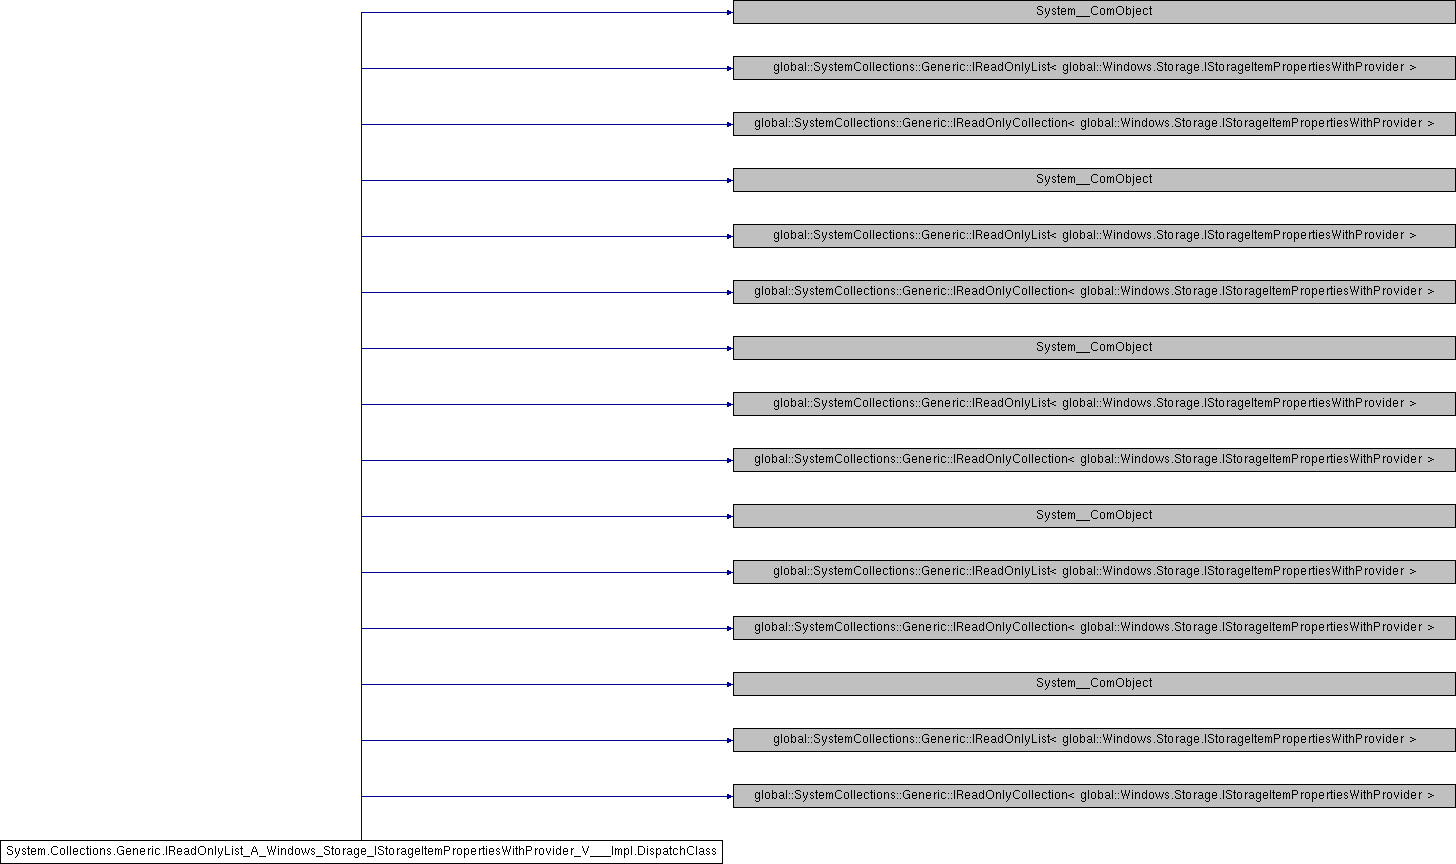 System__ComObject
global::SystemCollections::Generic::IReadOnlyList< global::Windows.Storage.IStorageItemPropertiesWithProvider >
global::SystemCollections::Generic::IReadOnlyCollection< global::Windows.Storage.IStorageItemPropertiesWithProvider >
System__ComObject
global::SystemCollections::Generic::IReadOnlyList< global::Windows.Storage.IStorageItemPropertiesWithProvider >
global::SystemCollections::Generic::IReadOnlyCollection< global::Windows.Storage.IStorageItemPropertiesWithProvider >
System__ComObject
global::SystemCollections::Generic::IReadOnlyList< global::Windows.Storage.IStorageItemPropertiesWithProvider >
global::SystemCollections::Generic::IReadOnlyCollection< global::Windows.Storage.IStorageItemPropertiesWithProvider >
System__ComObject
global::SystemCollections::Generic::IReadOnlyList< global::Windows.Storage.IStorageItemPropertiesWithProvider >
global::SystemCollections::Generic::IReadOnlyCollection< global::Windows.Storage.IStorageItemPropertiesWithProvider >
System__ComObject
global::SystemCollections::Generic::IReadOnlyList< global::Windows.Storage.IStorageItemPropertiesWithProvider >
global::SystemCollections::Generic::IReadOnlyCollection< global::Windows.Storage.IStorageItemPropertiesWithProvider >
System.Collections.Generic.IReadOnlyList_A_Windows_Storage_IStorageItemPropertiesWithProvider_V___Impl.DispatchClass